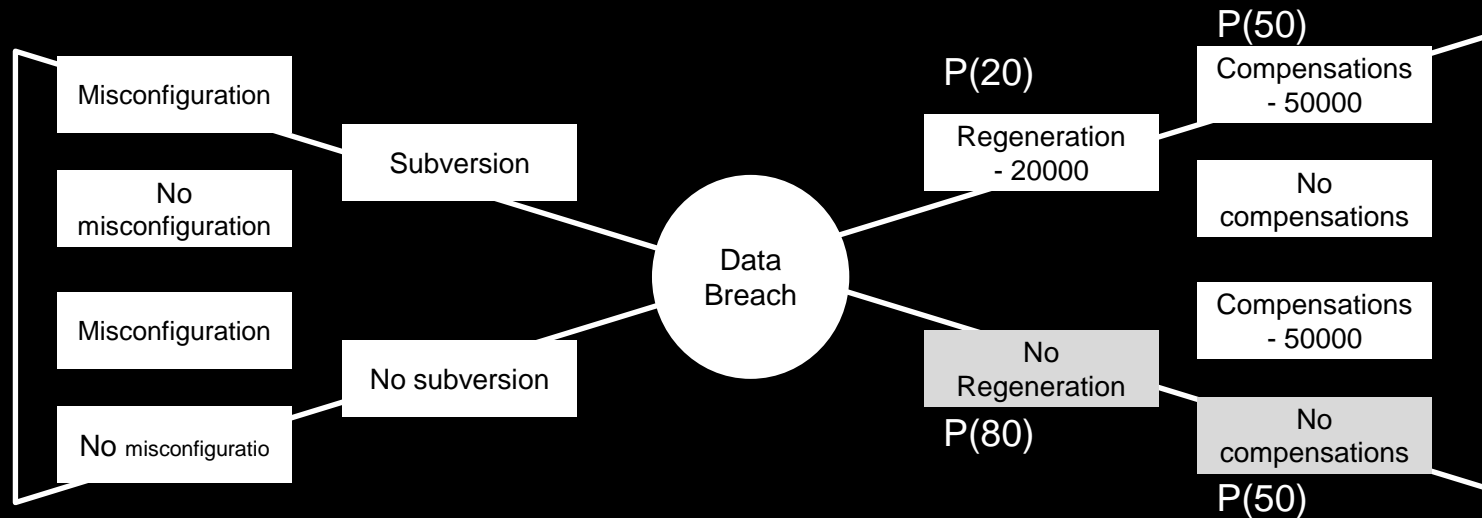 P(50)
Misconfiguration
P(20)
Compensations
- 50000
Subversion
Regeneration
- 20000
No
misconfiguration
No
compensations
Data
Breach
Misconfiguration
Compensations
- 50000
No subversion
No
Regeneration
No misconfiguratio
P(80)
No
compensations
P(50)